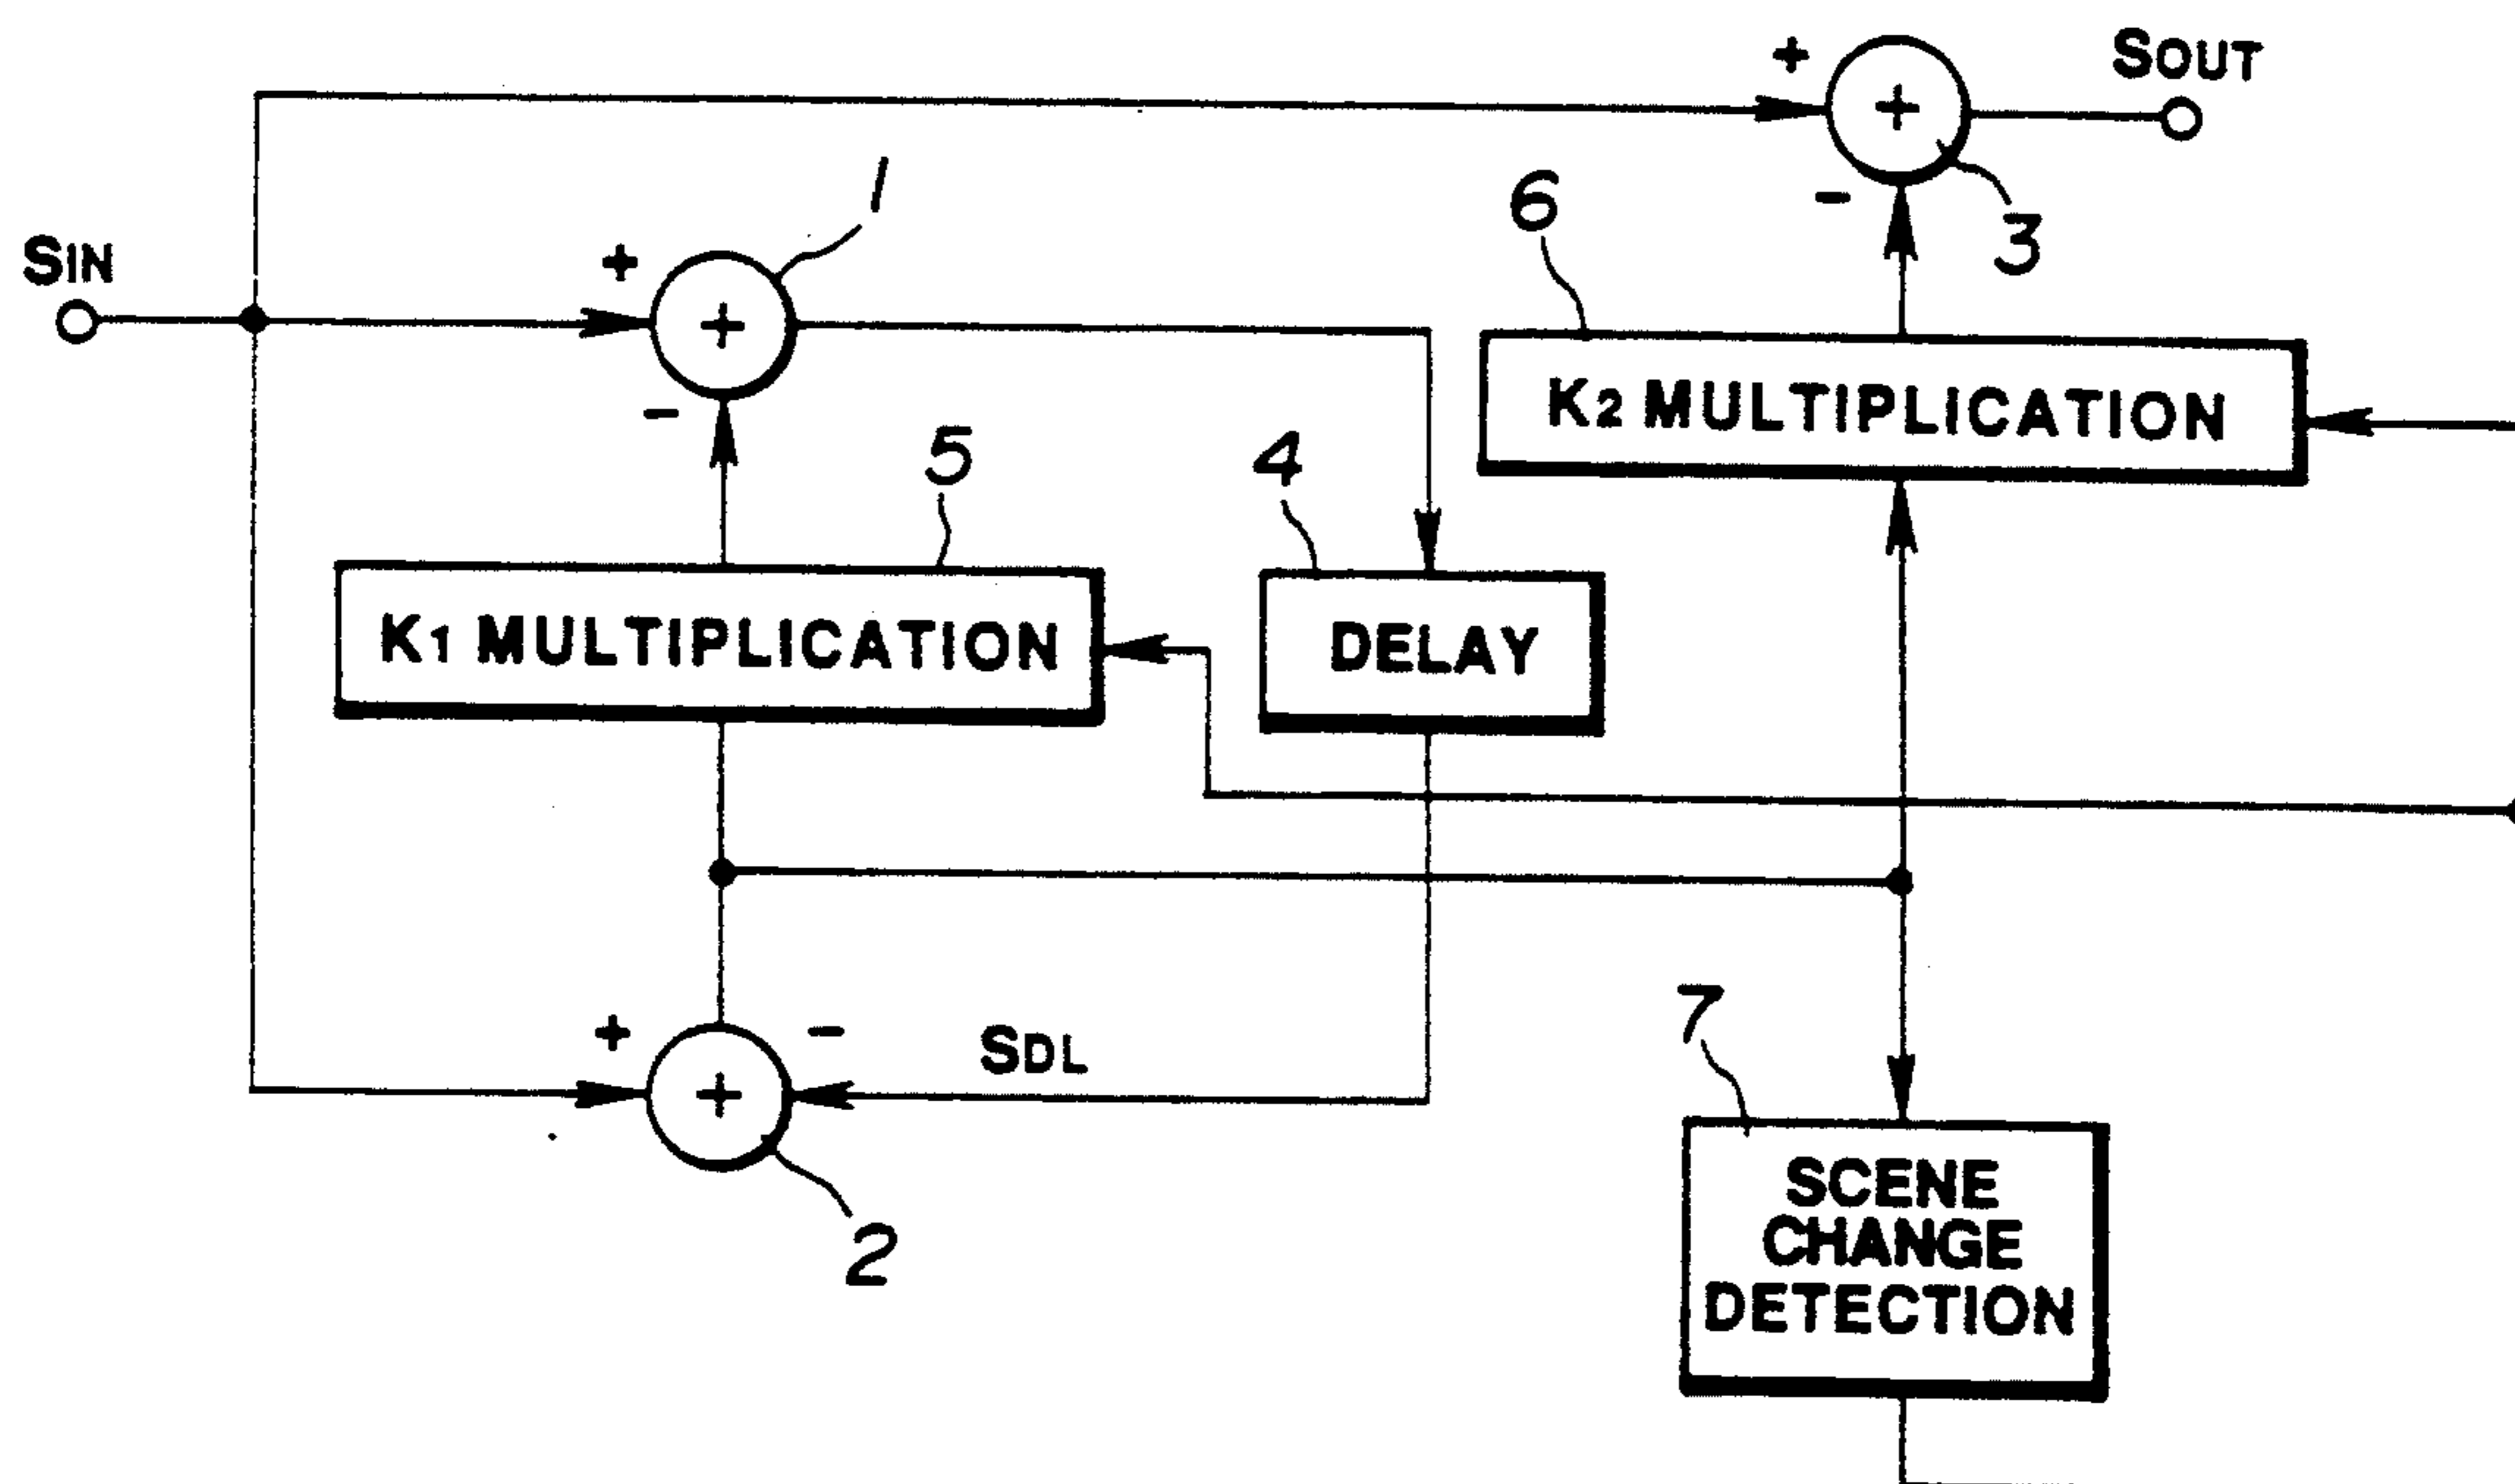 +
SOUT
+
1
6
-
3
SIN
+
+
K2 MULTIPLICATION
-
5
4
K1 MULTIPLICATION
DELAY
7
+
-
SDL
+
SCENE
CHANGE
DETECTION
2